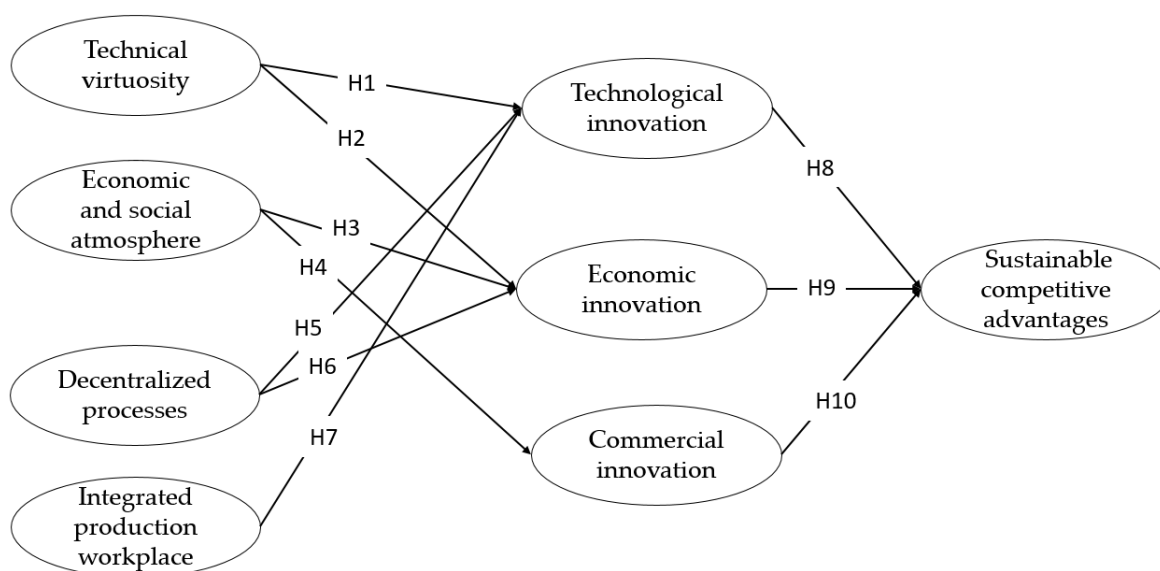 Technical
virtuosity
Economic
and social
atmosphere
Decentralized
processes
Integrated
production
workplace
H1
H2
H3
H4
H5
H6
H7
Technological
innovation
Economic
innovation
Commercial
innovation
H8
H9
H10
Sustainable
competitive
advantages